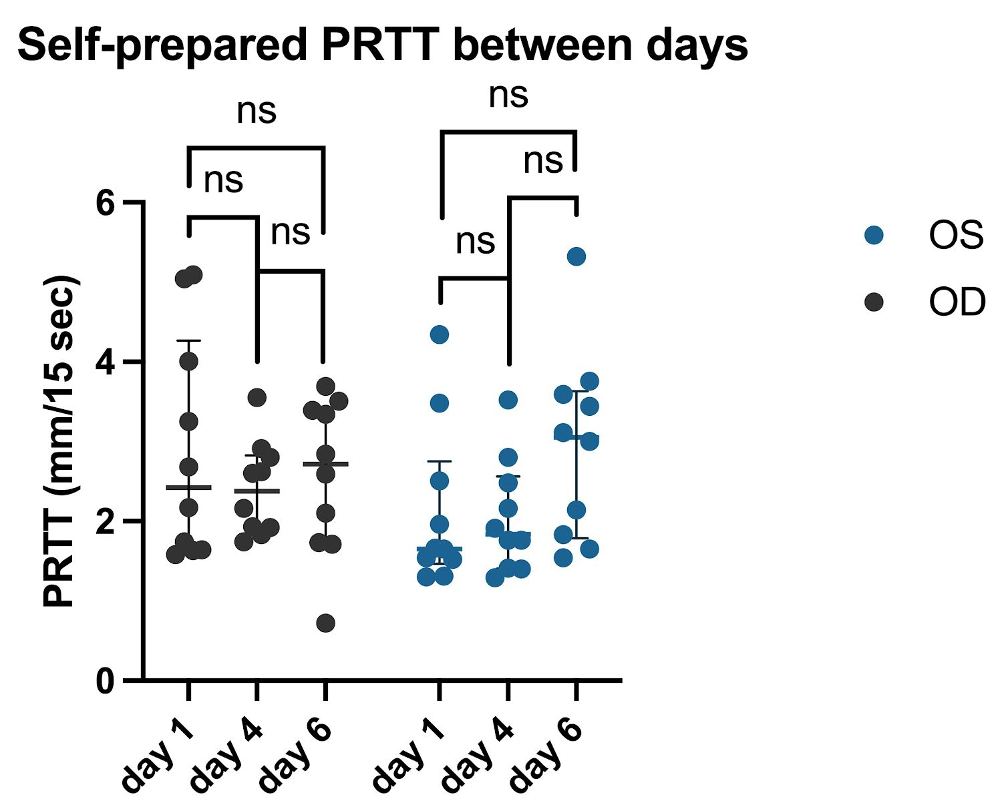 Self-prepared PRTT between days
ns
ns
ns
ns
ns
ns
6
4
2
0
PRTT (mm/15 sec)
day 1
day 4
day 6
day 1
day 4
day 6
OS
OD